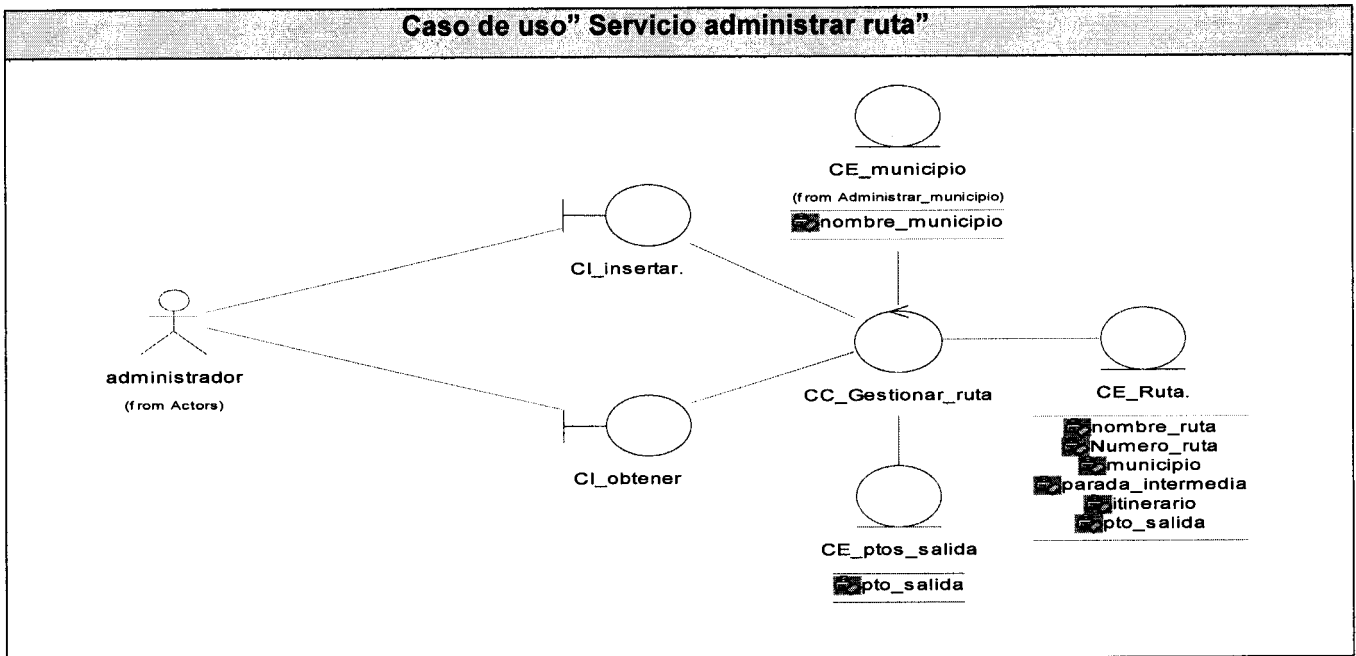 Caso de uso” Servicio administrar ruta”
CE_municipio
(from Administrar_municipio)
nombre_municipio
CI_insertar.
administrador
(from Actors)
CC_Gestionar_ruta
CE_Ruta.
nombre_ruta
Numero_ruta
municipio
parada_intermedia
itinerario
pto_salida
CI_obtener
CE_ptos_salida
pto_salida